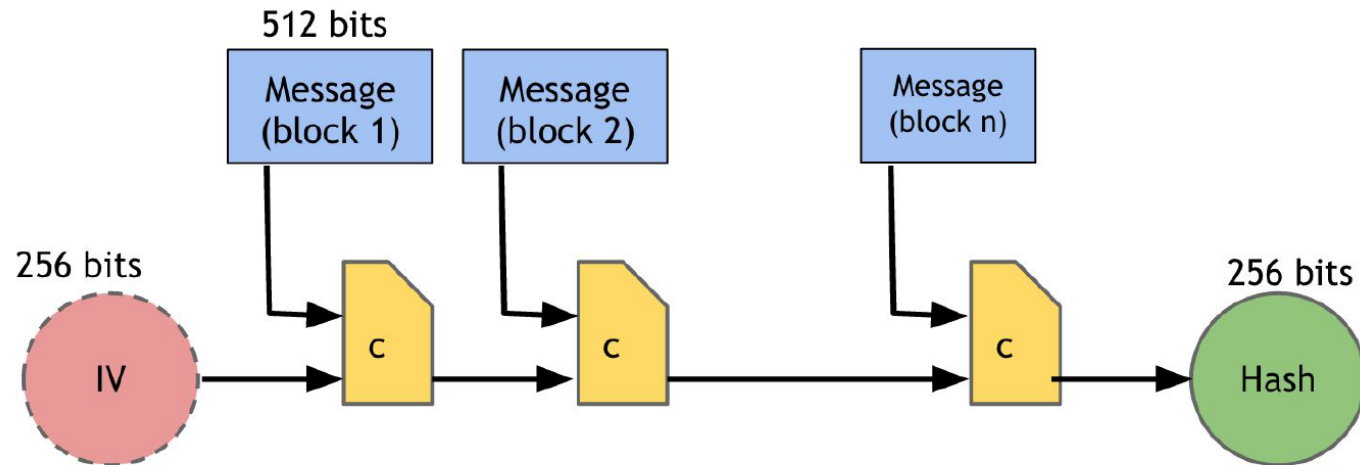 512 bits
Message
(block 1)
Message
(block 2)
Message
(block n)
256 bits
IV
c
c
c
256 bits
Hash